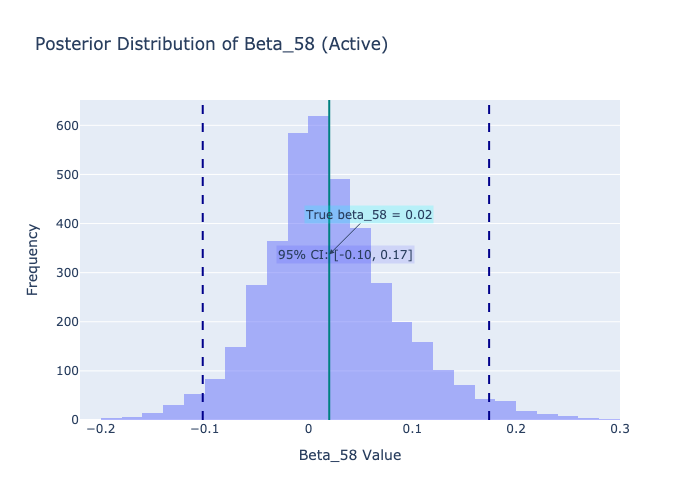 Posterior Distribution of Beta_58 (Active)
600
500
400
300
200
100
0
Frequency
True beta_58 = 0.02
95% CI: [-0.10, 0.17]
−0.2
−0.1
0
0.1
0.2
0.3
Beta_58 Value